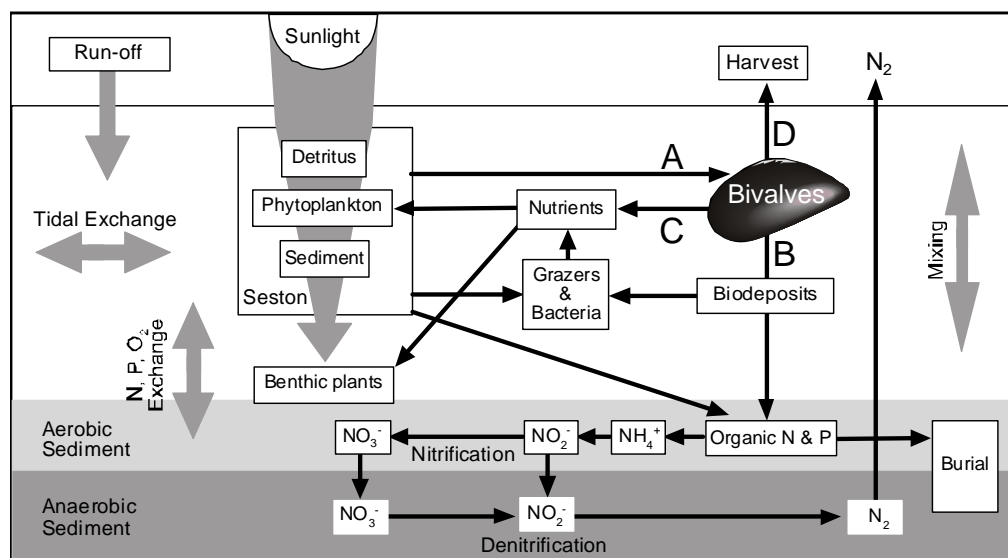 Sunlight
Run-off
Harvest
N₂
Detritus
A
D
Bivalves
Phytoplankton
Nutrients
C
Tidal Exchange
Sediment
Grazers
&
Bacteria
B
Biodeposits
Seston
Mixing
N, P, O₂
Exchange
Benthic plants
Aerobic
Sediment
NO₃⁻
Nitrification
NO₂⁻
NH₄⁺
Organic N & P
Burial
Anaerobic
Sediment
NO₃⁻
NO₂⁻
N₂
Denitrification